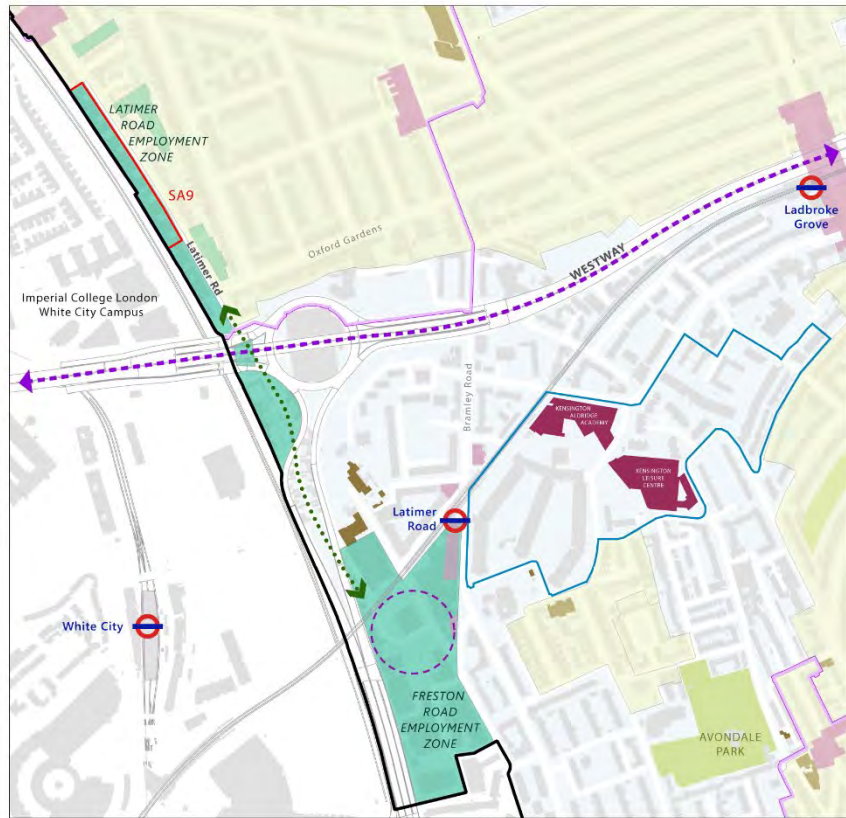 LATIMER
ROAD
EMPLOYMENT
ZONE
SA9
Latimer Rd
Oxford Gardens
WESTWAY
Ladbroke
Grove
Imperial College London
White City Campus
Bramley Road
KENSINGTON
ALDRIDGE
ACADEMY
KENSINGTON
LEISURE
CENTRE
Latimer
Road
White City
FRESTON
ROAD
EMPLOYMENT
ZONE
AVONDALE
PARK